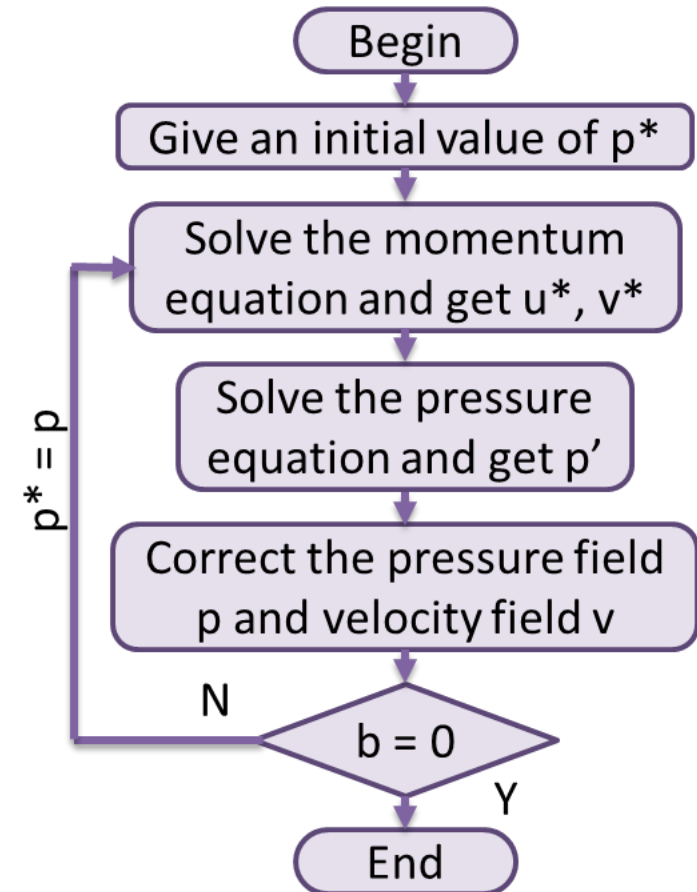 Begin
Give an initial value of p*
Solve the momentum
equation and get u*, v*
Solve the pressure
equation and get p’
p* = p
Correct the pressure field
p and velocity field v
N
b = 0
Y
End